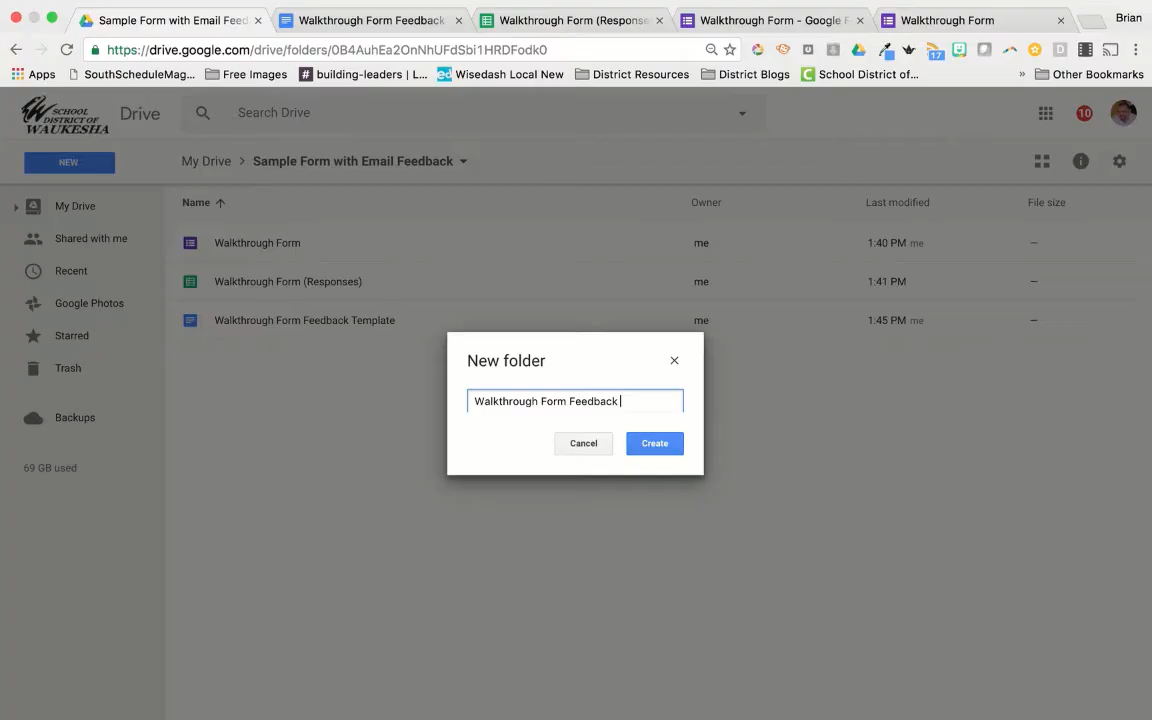 Sample Form with Email Feed
Walkthrough Form Feedback
Walkthrough Form (Response
Walkthrough Form - Google F
Walkthrough Form
Brian
https://drive.google.com/drive/folders/0B4AuhEa2OnNhUFdSbi1HRDFodk0
17
Apps
SouthScheduleMag...
Free Images
building-leaders | L...
Wisedash Local New
District Resources
District Blogs
School District of...
»
Other Bookmarks
SCHOOL
DISTRICT OF
WAUKESHA
Drive
Search Drive
10
NEW
My Drive > Sample Form with Email Feedback
My Drive
Shared with me
Recent
Google Photos
Starred
Trash
Backups
69 GB used
Name Owner Last modified File size
Walkthrough Form me 1:40 PM me –
Walkthrough Form (Responses) me 1:41 PM –
Walkthrough Form Feedback Template me 1:45 PM me –
New folder
Walkthrough Form Feedback
Cancel
Create